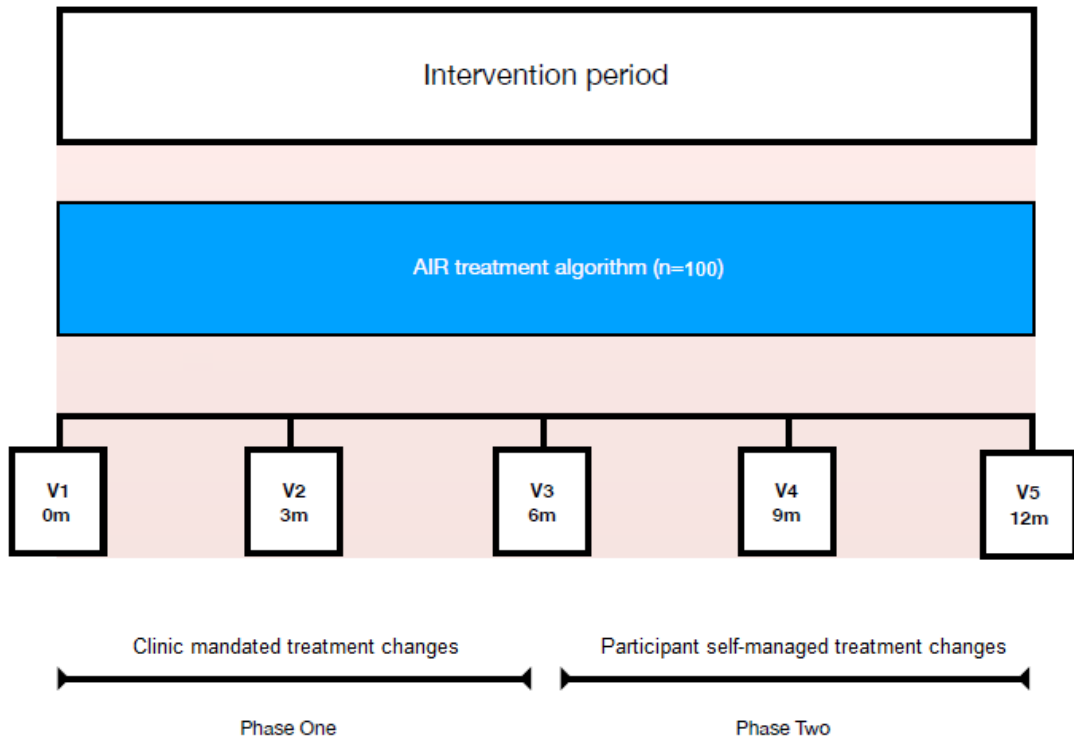 Intervention period
AIR treatment algorithm (n=100)
V1
0m
V2
3m
V3
6m
V4
9m
V5
12m
Clinic mandated treatment changes
Participant self-managed treatment changes
Phase One
Phase Two